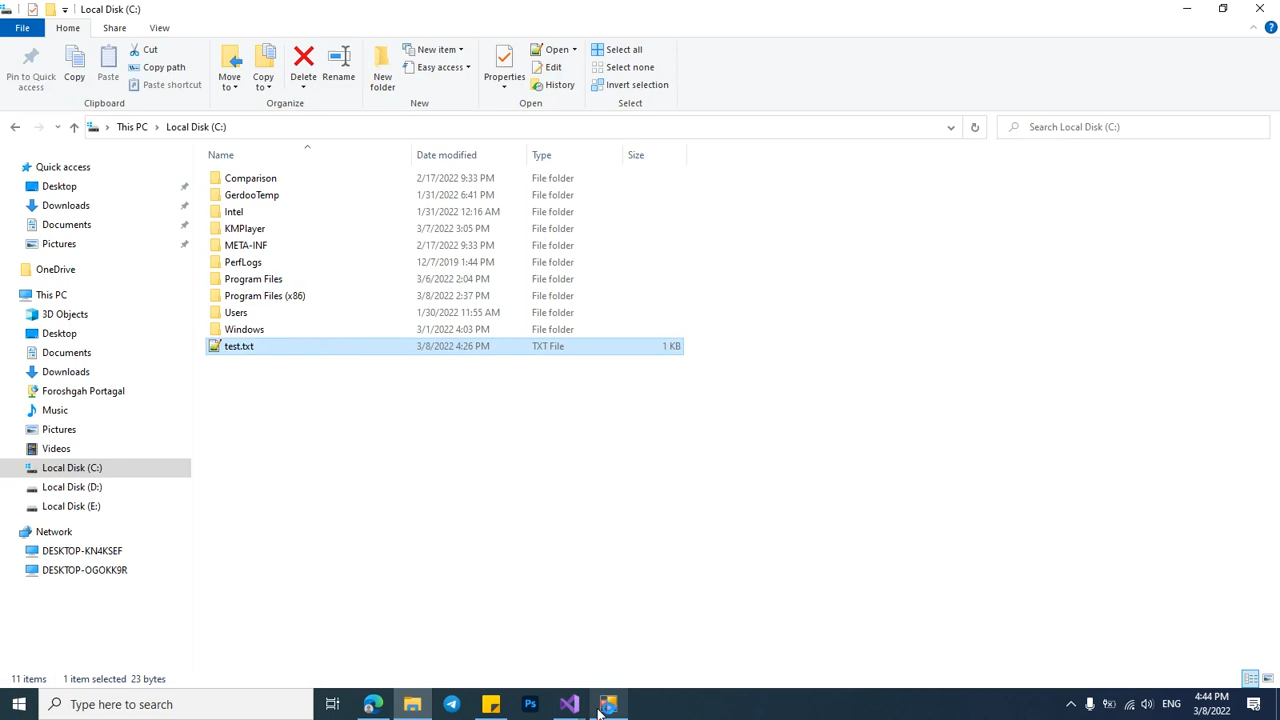 Local Disk (C:)
File Home Share View
Pin to Quick access
Copy
Paste
Cut
Copy path
Paste shortcut
Clipboard
Move to
Copy to
Delete
Rename
Organize
New folder
New item
Easy access
New
Properties
Open
Edit
History
Open
Select all
Select none
Invert selection
Select
This PC > Local Disk (C:)
Search Local Disk (C:)
Quick access
Desktop
Downloads
Documents
Pictures
OneDrive
This PC
3D Objects
Desktop
Documents
Downloads
Foroshgah Portagal
Music
Pictures
Videos
Local Disk (C:)
Local Disk (D:)
Local Disk (E:)
Network
DESKTOP-KN4KSEF
DESKTOP-OGOKK9R
Name Date modified Type Size
Comparison 2/17/2022 9:33 PM File folder
GerdooTemp 1/31/2022 6:41 PM File folder
Intel 1/31/2022 12:16 AM File folder
KMPlayer 3/7/2022 3:05 PM File folder
META-INF 2/17/2022 9:33 PM File folder
PerfLogs 12/7/2019 1:44 PM File folder
Program Files 3/6/2022 2:04 PM File folder
Program Files (x86) 3/8/2022 2:37 PM File folder
Users 1/30/2022 11:55 AM File folder
Windows 3/1/2022 4:03 PM File folder
test.txt 3/8/2022 4:26 PM TXT File 1 KB
11 items 1 item selected 23 bytes
Type here to search
Ps
ENG
4:44 PM
3/8/2022